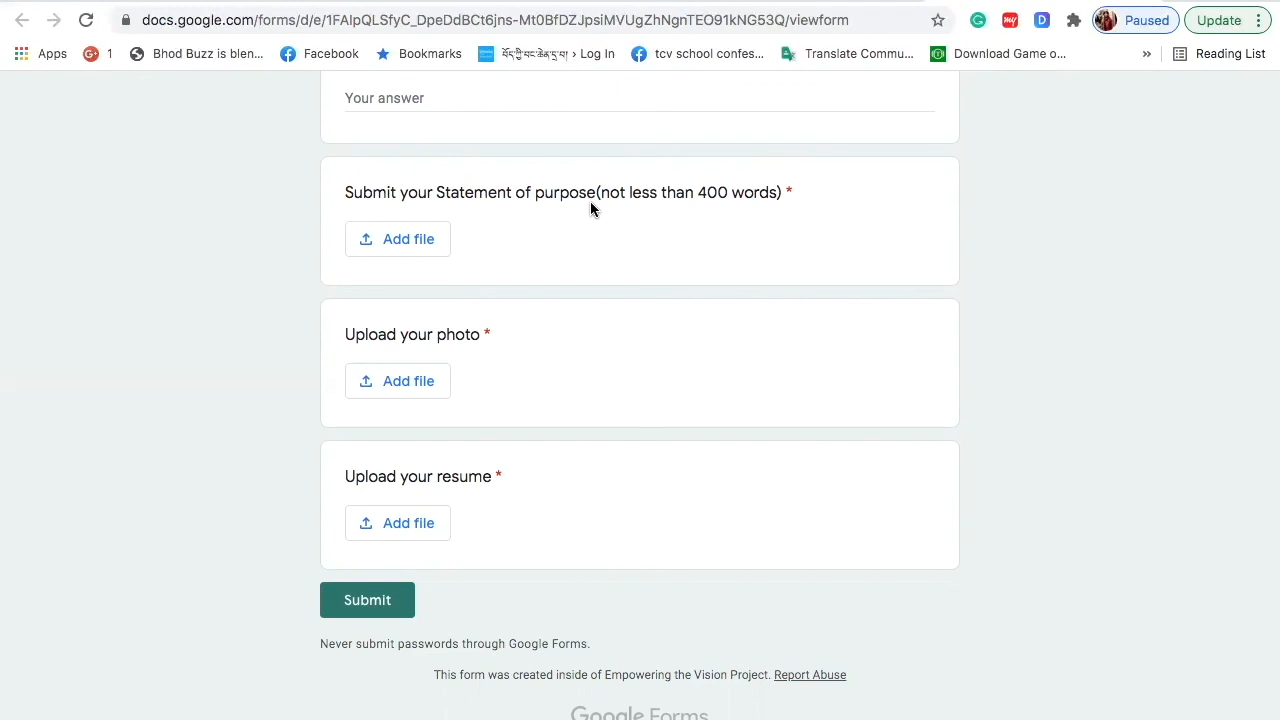 docs.google.com/forms/d/e/1FAIpQLSfyC_DpeDdBCt6jns-Mt0BfDZJpsiMVUgZhNgnTEO91kNG53Q/viewform
Paused
Update
Apps
1
Bhod Buzz is blen...
Facebook
Bookmarks
› Log In
tcv school confes...
Translate Commu...
Download Game o...
»
Reading List
Your answer
Submit your Statement of purpose(not less than 400 words) *
Add file
Upload your photo *
Add file
Upload your resume *
Add file
Submit
Never submit passwords through Google Forms.
This form was created inside of Empowering the Vision Project. Report Abuse
Google Forms